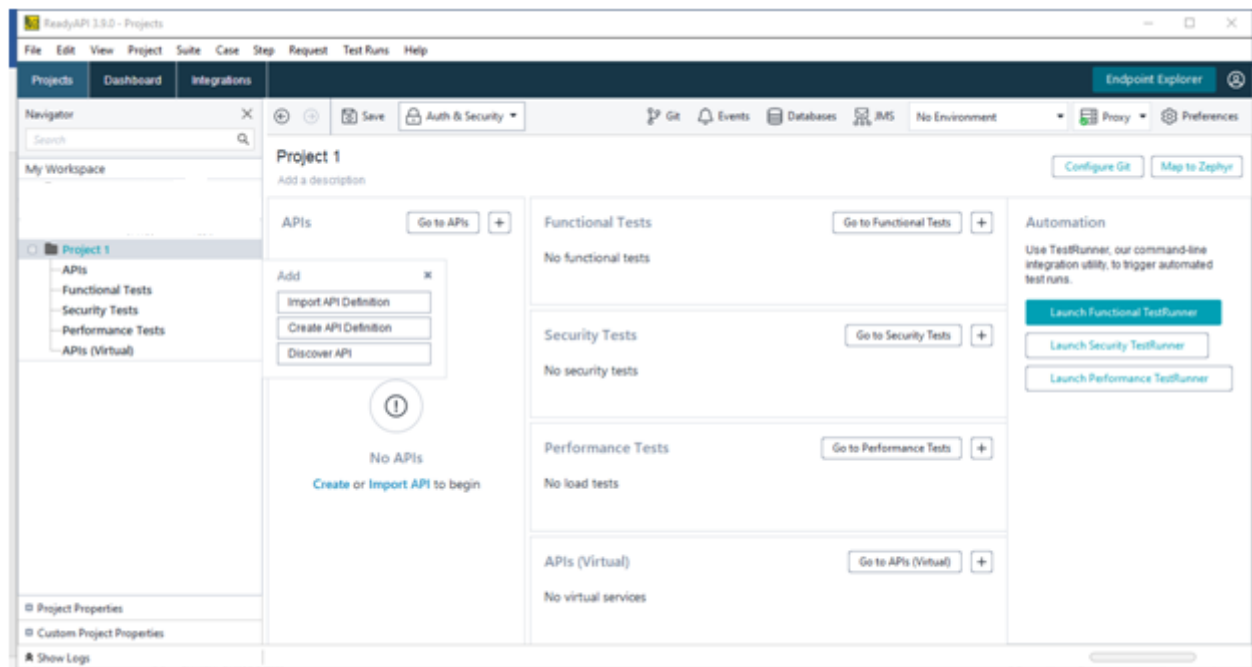 ReadyAPI 3.9.0 - Projects
File Edit View Project Suite Case Step Request Test Runs Help
Projects Dashboard Integrations Endpoint Explorer
Navigator
Save Auth & Security Git Events Databases JMS No Environment Proxy Preferences
Search
My Workspace
Project 1
Add a description
Configure Git Map to Zephyr
Project 1
APIs
Functional Tests
Security Tests
Performance Tests
APIs (Virtual)
APIs Go to APIs +
Add
Import API Definition
Create API Definition
Discover API
No APIs
Create or Import API to begin
Functional Tests Go to Functional Tests +
No functional tests
Security Tests Go to Security Tests +
No security tests
Performance Tests Go to Performance Tests +
No load tests
APIs (Virtual) Go to APIs (Virtual) +
No virtual services
Automation
Use TestRunner, our command-line
integration utility, to trigger automated
test runs.
Launch Functional TestRunner
Launch Security TestRunner
Launch Performance TestRunner
Project Properties
Custom Project Properties
Show Logs